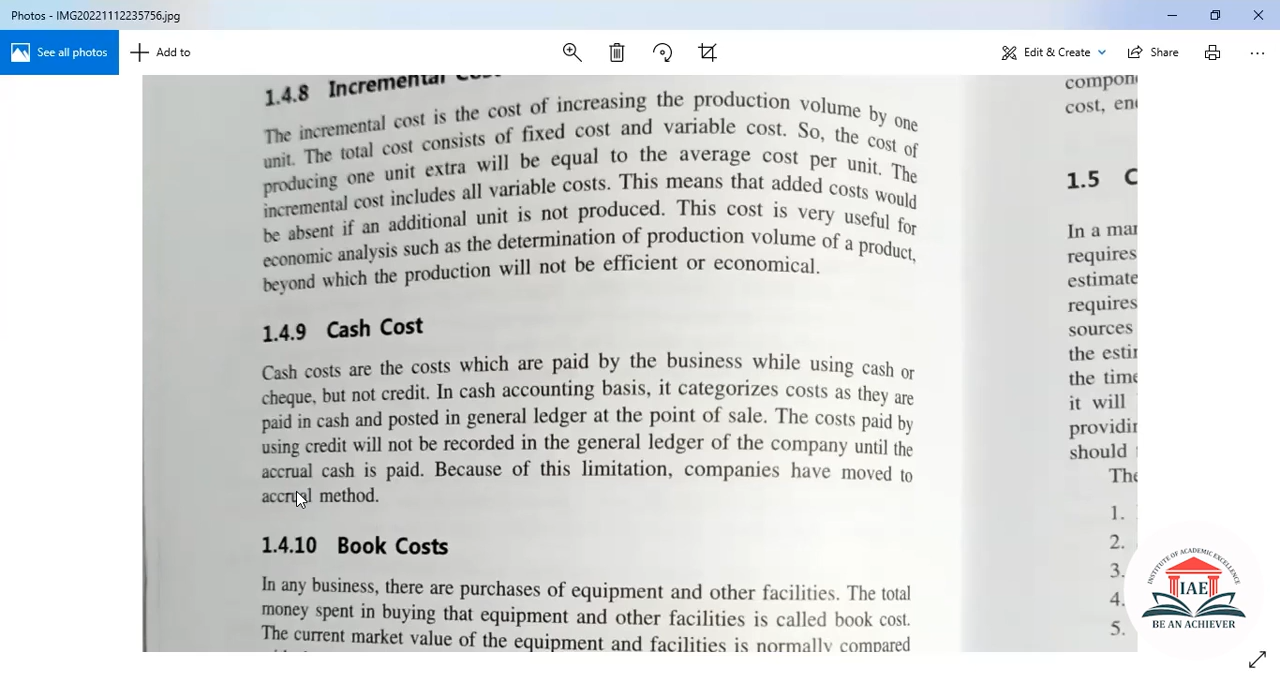 Photos - IMG20221112235756.jpg
See all photos
Add to
Edit & Create
Share
1.4.8 Incremental
The incremental cost is the cost of increasing the production volume by one
unit. The total cost consists of fixed cost and variable cost. So, the cost of
producing one unit extra will be equal to the average cost per unit. The
incremental cost includes all variable costs. This means that added costs would
be absent if an additional unit is not produced. This cost is very useful for
economic analysis such as the determination of production volume of a product,
beyond which the production will not be efficient or economical.
1.4.9 Cash Cost
Cash costs are the costs which are paid by the business while using cash or
cheque, but not credit. In cash accounting basis, it categorizes costs as they are
paid in cash and posted in general ledger at the point of sale. The costs paid by
using credit will not be recorded in the general ledger of the company until the
accrual cash is paid. Because of this limitation, companies have moved to
accrual method.
1.4.10 Book Costs
In any business, there are purchases of equipment and other facilities. The total
money spent in buying that equipment and other facilities is called book cost.
The current market value of the equipment and facilities is normally compared
cost,
1.5 C
In a
requires
requires
sources
the
the
it will
should
The
1.
2.
3.
4.
5.
INSTITUTE OF ACADEMIC EXCELLENCE
IAE
BE AN ACHIEVER